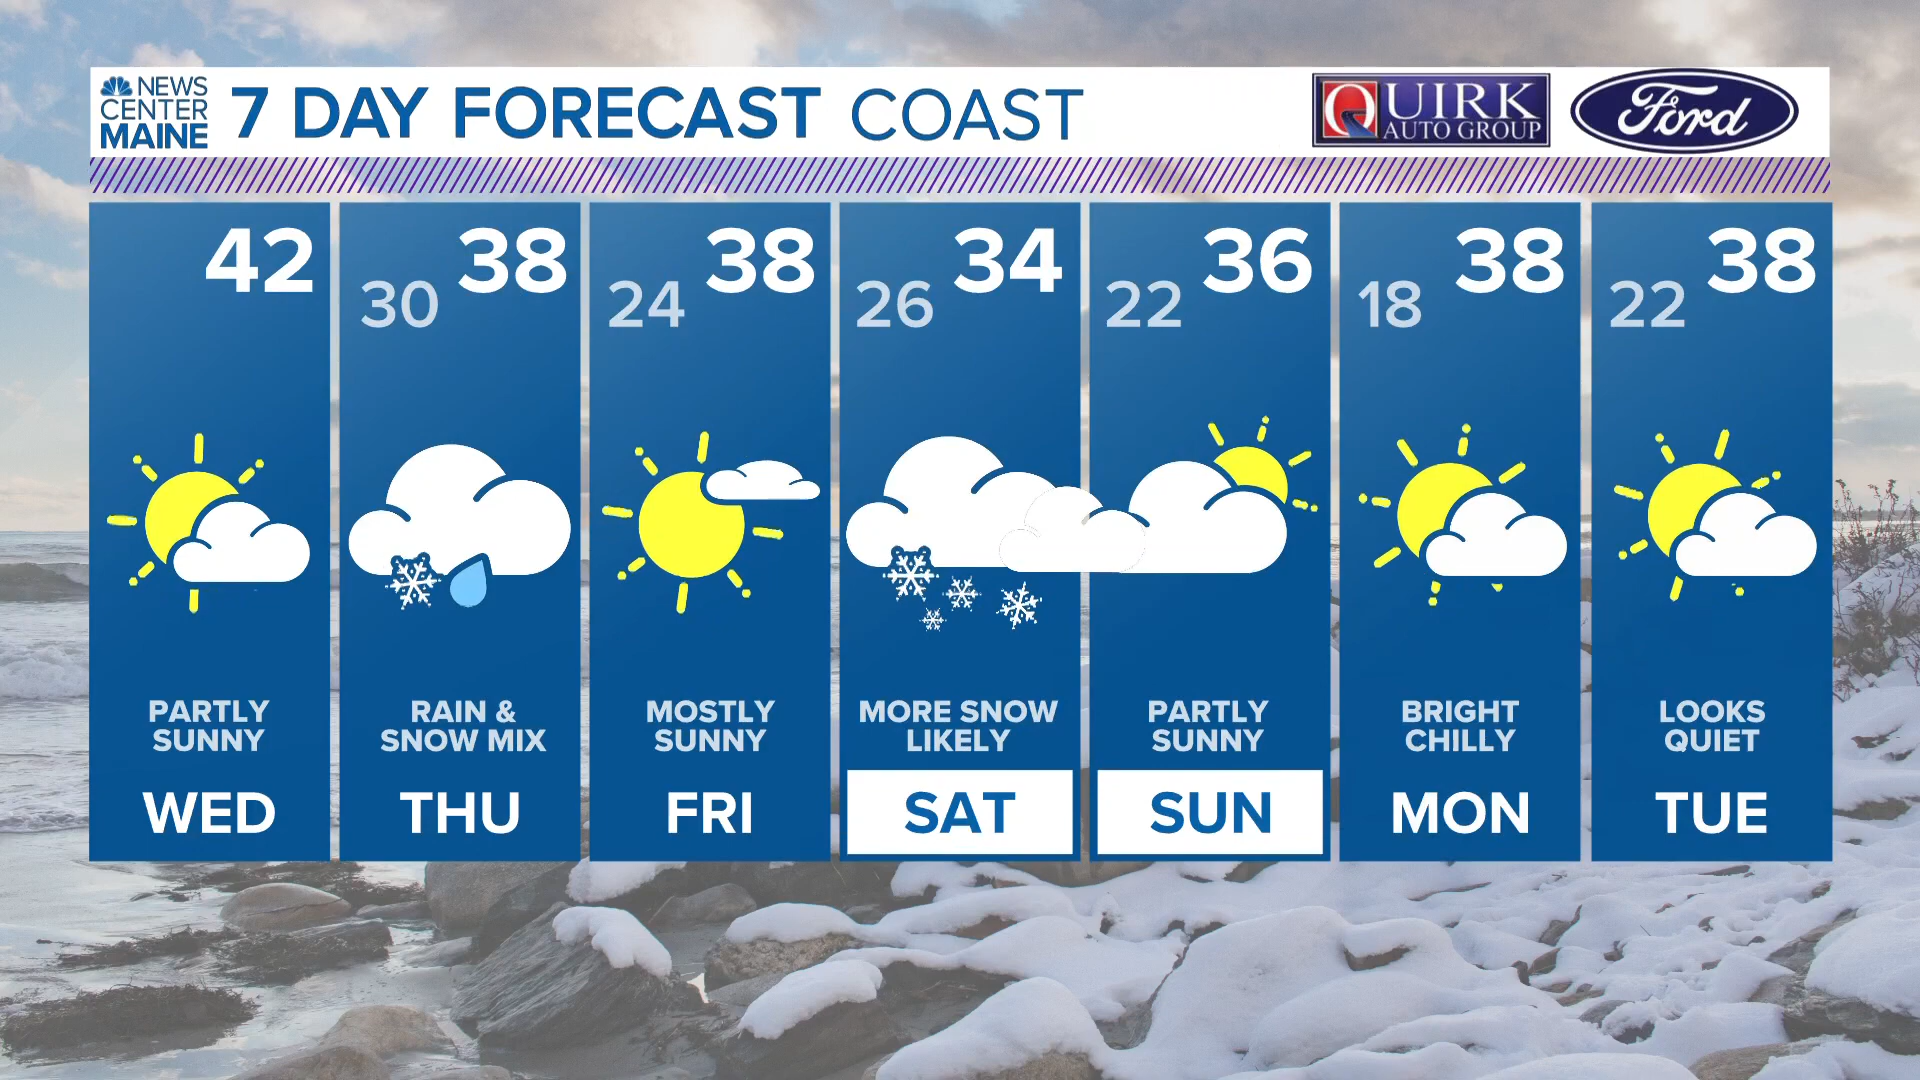 NEWS
CENTER
MAINE
7 DAY FORECAST COAST
QUIRK
AUTO GROUP
Ford
42
30 38
24 38
26 34
22 36
18 38
22 38
PARTLY
SUNNY
WED
RAIN &
SNOW MIX
THU
MOSTLY
SUNNY
FRI
MORE SNOW
LIKELY
SAT
PARTLY
SUNNY
SUN
BRIGHT
CHILLY
MON
LOOKS
QUIET
TUE